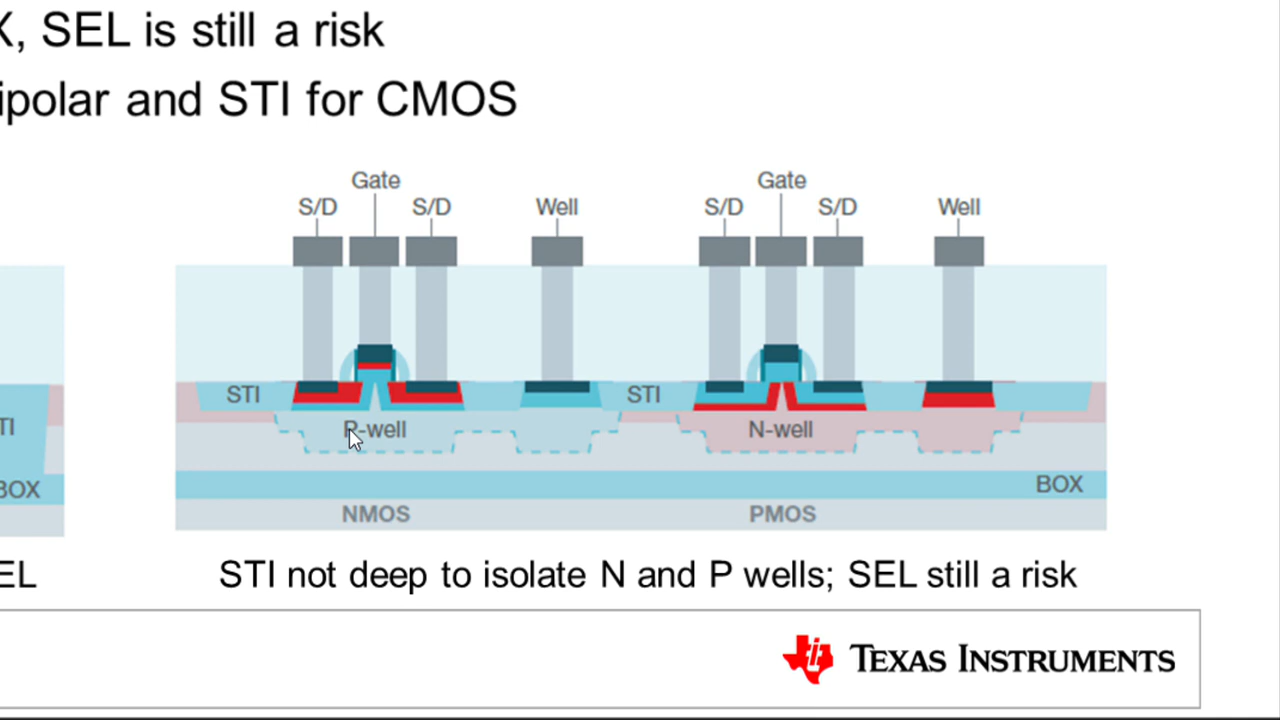 X, SEL is still a risk
ipolar and STI for CMOS
Gate
Gate
S/D
S/D
Well
S/D
S/D
Well
STI
STI
TI
P-well
N-well
BOX
BOX
NMOS
PMOS
EL
STI not deep to isolate N and P wells; SEL still a risk
TEXAS INSTRUMENTS